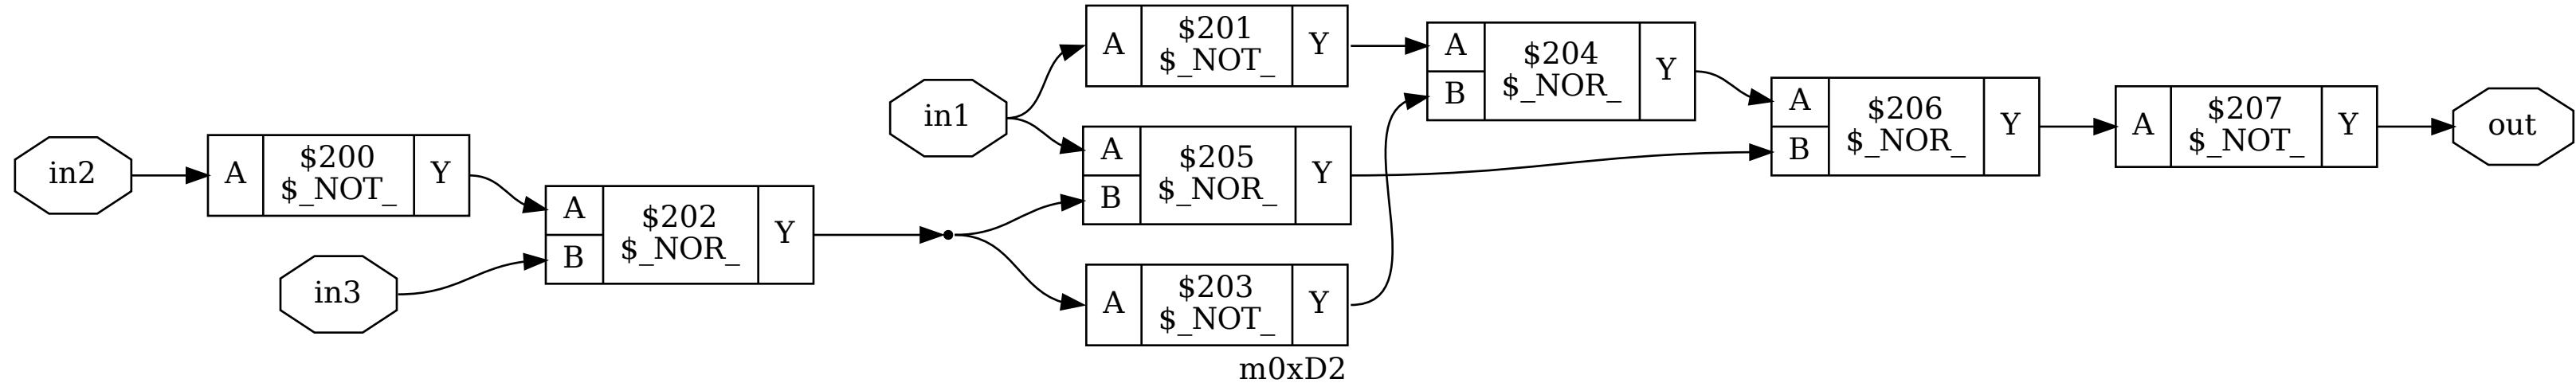 in2
A
$200
$_NOT_
Y
in3
A
B
$202
$_NOR_
Y
in1
A
$201
$_NOT_
Y
A
B
$205
$_NOR_
Y
A
$203
$_NOT_
Y
A
B
$204
$_NOR_
Y
A
B
$206
$_NOR_
Y
A
$207
$_NOT_
Y
out
m0xD2